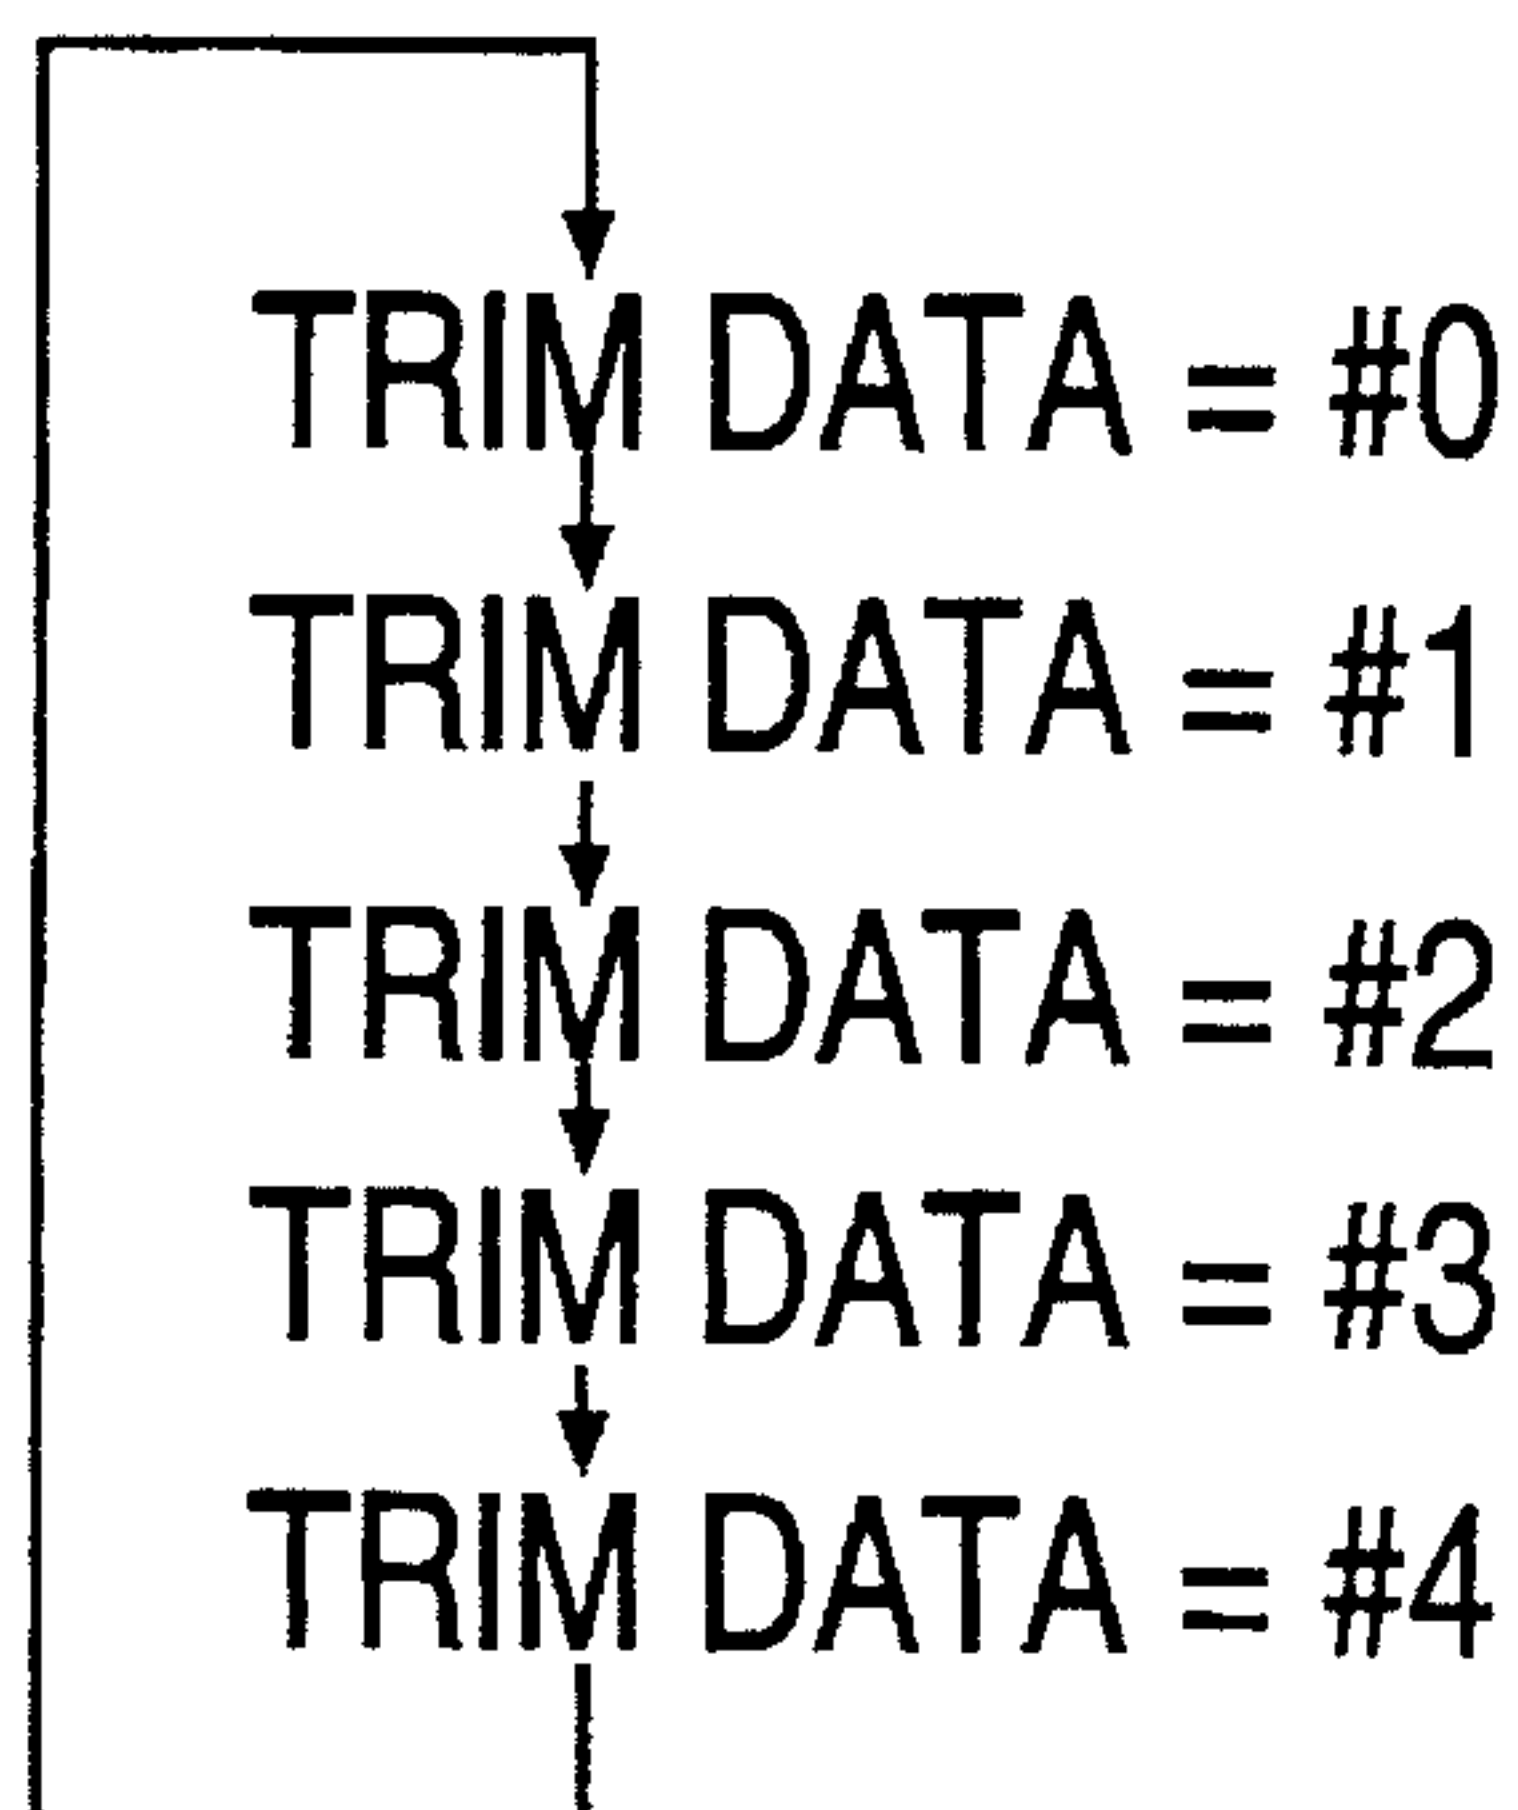 TRIM DATA = #0
TRIM DATA = #1
TRIM DATA = #2
TRIM DATA = #3
TRIM DATA = #4